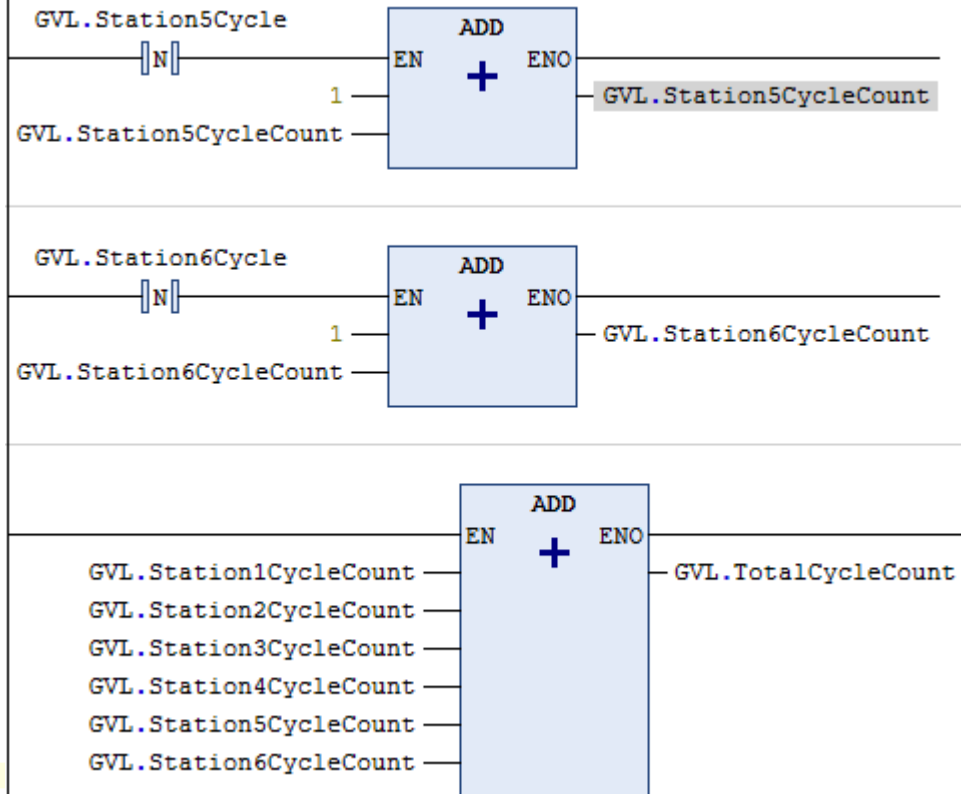 GVL.Station5Cycle
ADD
N
EN
ENO
1
GVL.Station5CycleCount
GVL.Station5CycleCount
GVL.Station6Cycle
ADD
N
EN
ENO
1
GVL.Station6CycleCount
GVL.Station6CycleCount
ADD
EN
ENO
GVL.Station1CycleCount
GVL.TotalCycleCount
GVL.Station2CycleCount
GVL.Station3CycleCount
GVL.Station4CycleCount
GVL.Station5CycleCount
GVL.Station6CycleCount